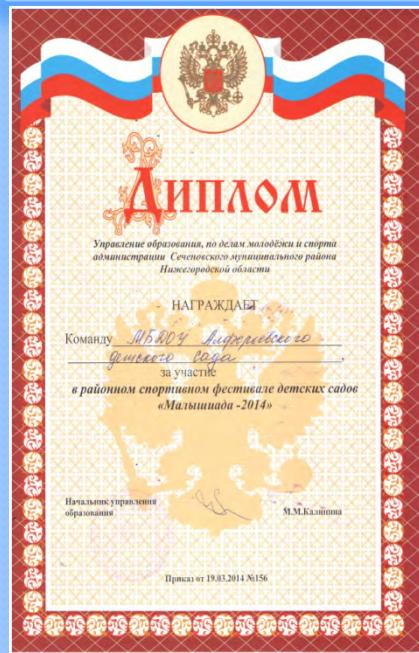 Диплом
Управление образования, по делам молодёжи и спорта
администрации Сеченовского муниципального района
Нижегородской области
НАГРАЖДАЕТ
Команду МБДОУ Алферьевского
детского сада,
за участие
в районном спортивном фестивале детских садов
«Малышиада -2014»
Начальник управления
образования М.М.Калинина
Приказ от 19.03.2014 №156